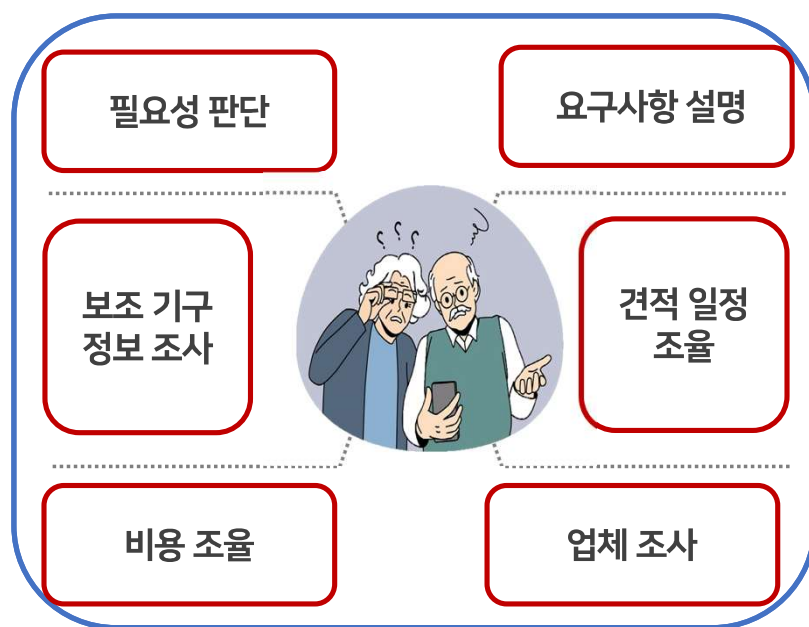 필요성 판단
요구사항 설명
보조 기구
정보 조사
견적 일정
조율
비용 조율
업체 조사